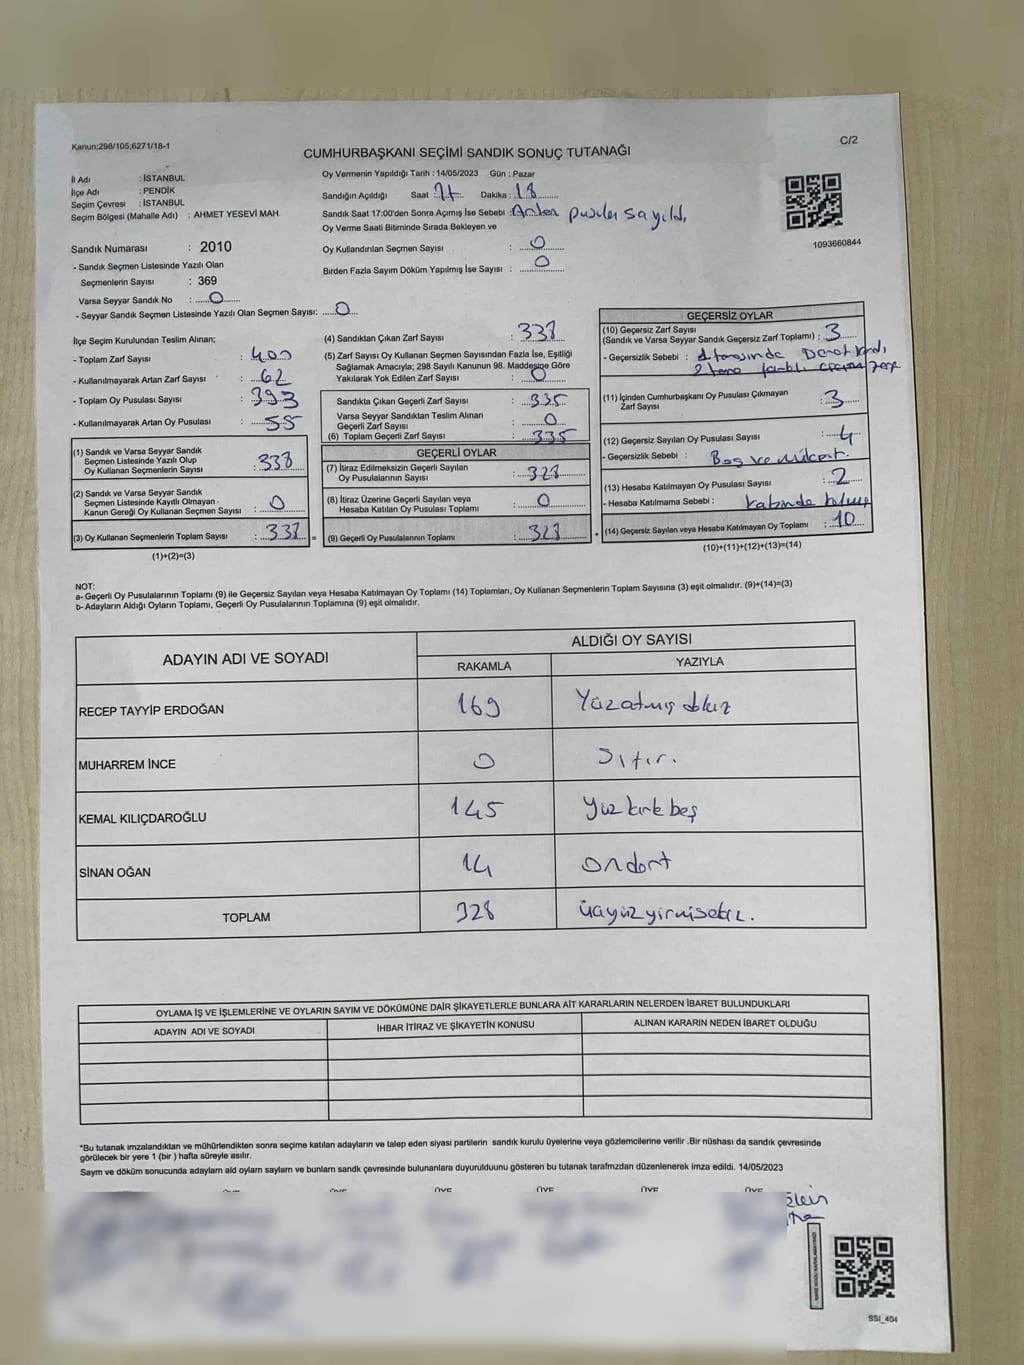 Kanun;298/105;6271/18-1
C/2
CUMHURBAŞKANI SEÇİMİ SANDIK SONUÇ TUTANAĞI
İl Adı : İSTANBUL
İlçe Adı : PENDİK
Seçim Çevresi : İSTANBUL
Seçim Bölgesi (Mahalle Adı) : AHMET YESEVİ MAH.
Oy Vermenin Yapıldığı Tarih : 14/05/2023 Gün : Pazar
Sandığın Açıldığı Saat : 17 Dakika : 18
Sandık Saat 17:00'den Sonra Açımış İse Sebebi : Artan pusulası sayıldı,
Oy Verme Saati Bitiminde Sırada Bekleyen ve
Oy Kullandırılan Seçmen Sayısı : 0
Birden Fazla Sayım Döküm Yapılmış İse Sayısı : 0
1093660844
Sandık Numarası : 2010
- Sandık Seçmen Listesinde Yazılı Olan
Seçmenlerin Sayısı : 369
Varsa Seyyar Sandık No : 0
- Seyyar Sandık Seçmen Listesinde Yazılı Olan Seçmen Sayısı: 0
İlçe Seçim Kurulundan Teslim Alınan;
- Toplam Zarf Sayısı : 400
- Kullanılmayarak Artan Zarf Sayısı : 62
- Toplam Oy Pusulası Sayısı : 393
- Kullanılmayarak Artan Oy Pusulası : 55
(1) Sandık ve Varsa Seyyar Sandık
Seçmen Listesinde Yazılı Olup
Oy Kullanan Seçmenlerin Sayısı : 338
(2) Sandık ve Varsa Seyyar Sandık
Seçmen Listesinde Kayıtlı Olmayan -
Kanun Gereği Oy Kullanan Seçmen Sayısı : 0
(3) Oy Kullanan Seçmenlerin Toplam Sayısı : 338 =
(1)+(2)=(3)
(4) Sandıktan Çıkan Zarf Sayısı : 338
(5) Zarf Sayısı Oy Kullanan Seçmen Sayısından Fazla İse, Eşitliği
Sağlamak Amacıyla; 298 Sayılı Kanunun 98. Maddesine Göre
Yakılarak Yok Edilen Zarf Sayısı : 0
Sandıkta Çıkan Geçerli Zarf Sayısı : 335
Varsa Seyyar Sandıktan Teslim Alınan
Geçerli Zarf Sayısı : 0
(6) Toplam Geçerli Zarf Sayısı : 335
GEÇERLİ OYLAR
(7) İtiraz Edilmeksizin Geçerli Sayılan
Oy Pusulasının Sayısı : 328
(8) İtiraz Üzerine Geçerli Sayılan veya
Hesaba Katılan Oy Pusulası Toplamı : 0
(9) Geçerli Oy Pusulalarının Toplamı : 328 +
GEÇERSİZ OYLAR
(10) Geçersiz Zarf Sayısı
(Sandık ve Varsa Seyyar Sandık Geçersiz Zarf Toplamı) : 3
- Geçersizlik Sebebi : 1 tanesinde
2 tane farklı zarf
(11) İçinden Cumhurbaşkanı Oy Pusulası Çıkmayan
Zarf Sayısı : 3
(12) Geçersiz Sayılan Oy Pusulası Sayısı : 4
- Geçersizlik Sebebi : Boş ve mükerrer.
(13) Hesaba Katılmayan Oy Pusulası Sayısı : 2
- Hesaba Katılmama Sebebi : kabinde
(14) Geçersiz Sayılan veya Hesaba Katılmayan Oy Toplamı : 10
(10)+(11)+(12)+(13)=(14)
NOT:
a- Geçerli Oy Pusulalarının Toplamı (9) ile Geçersiz Sayılan veya Hesaba Katılmayan Oy Toplamı (14) Toplamları, Oy Kullanan Seçmenlerin Toplam Sayısına (3) eşit olmalıdır. (9)+(14)=(3)
b- Adayların Aldığı Oyların Toplamı, Geçerli Oy Pusulalarının Toplamına (9) eşit olmalıdır.
ADAYIN ADI VE SOYADI
ALDIĞI OY SAYISI
RAKAMLA YAZIYLA
RECEP TAYYİP ERDOĞAN 169 Yüzatmış dokuz
MUHARREM İNCE 0 Sıfır.
KEMAL KILIÇDAROĞLU 145 Yüz kırk beş
SİNAN OĞAN 14 ondört
TOPLAM 328 üçyüzyirmisekiz.
OYLAMA İŞ VE İŞLEMLERİNE VE OYLARIN SAYIM VE DÖKÜMÜNE DAİR ŞİKAYETLERLE BUNLARA AİT KARARLARIN NELERDEN İBARET BULUNDUKLARI
ADAYIN ADI VE SOYADI İHBAR İTİRAZ VE ŞİKAYETİN KONUSU ALINAN KARARIN NEDEN İBARET OLDUĞU
*Bu tutanak imzalandıktan ve mühürlendikten sonra seçime katılan adayların ve talep eden siyasi partilerin sandık kurulu üyelerine veya gözlemcilerine verilir .Bir nüshası da sandık çevresinde
görülecek bir yere 1 (bir ) hafta süreyle asılır.
Saym ve döküm sonucunda adaylarm ald oylarm saylarm ve bunlarm sandk çevresinde bulunanlara duyurulduunu gösteren bu tutanak tarafmzdan düzenlenerek imza edildi. 14/05/2023
ÜYE ÜYE ÜYE ÜYE ÜYE
SSI_404